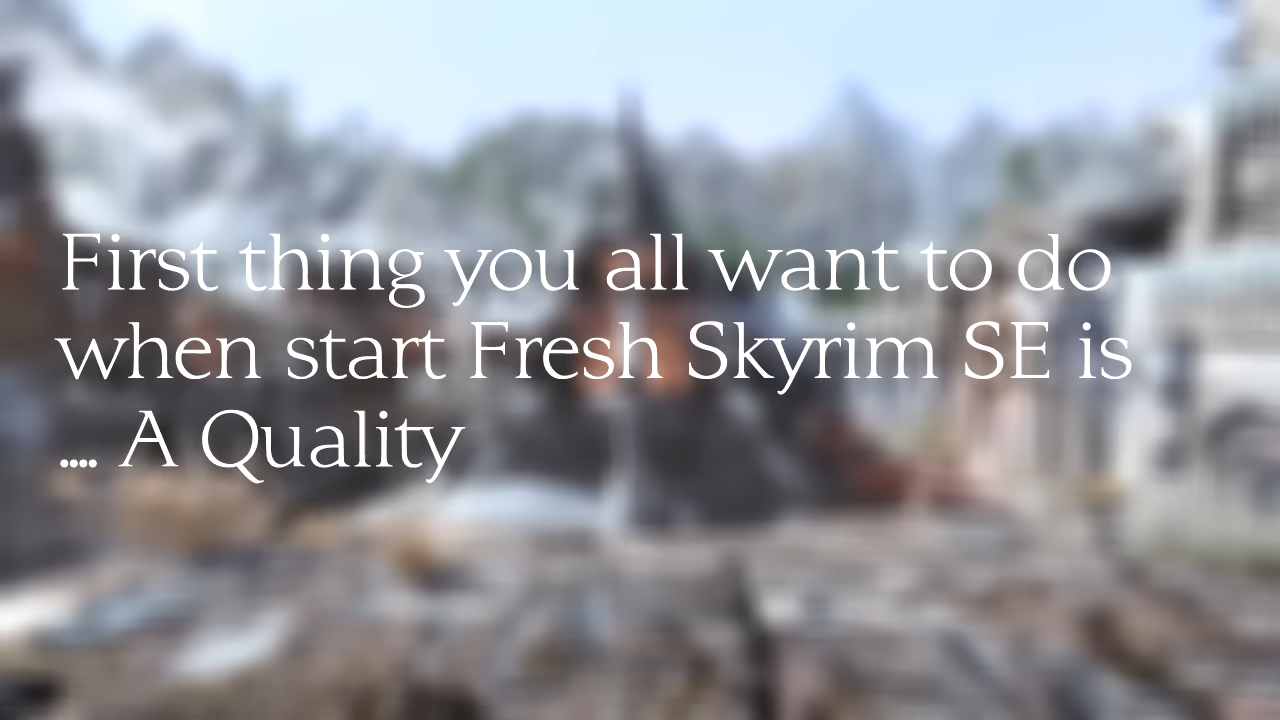 First thing you all want to do
when start Fresh Skyrim SE is
.... A Quality